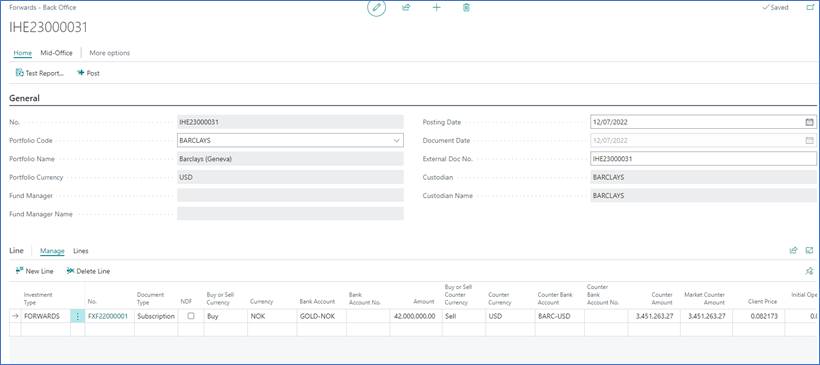 Forwards - Back Office
Saved
IHE23000031
Home Mid-Office More options
Test Report... Post
General
No. IHE23000031 Posting Date 12/07/2022
Portfolio Code BARCLAYS Document Date 12/07/2022
Portfolio Name Barclays (Geneva) External Doc No. IHE23000031
Portfolio Currency USD Custodian BARCLAYS
Fund Manager Custodian Name BARCLAYS
Fund Manager Name
Line Manage Lines
New Line Delete Line
Investment Type No. Document Type NDF Buy or Sell Currency Currency Bank Account Bank Account No. Amount Buy or Sell Counter Currency Counter Currency Counter Bank Account Counter Bank Account No. Counter Amount Market Counter Amount Client Price Initial Ope
FORWARDS FXF22000001 Subscription Buy NOK GOLD-NOK 42,000,000.00 Sell USD BARC-USD 3,451,263.27 3,451,263.27 0.082173